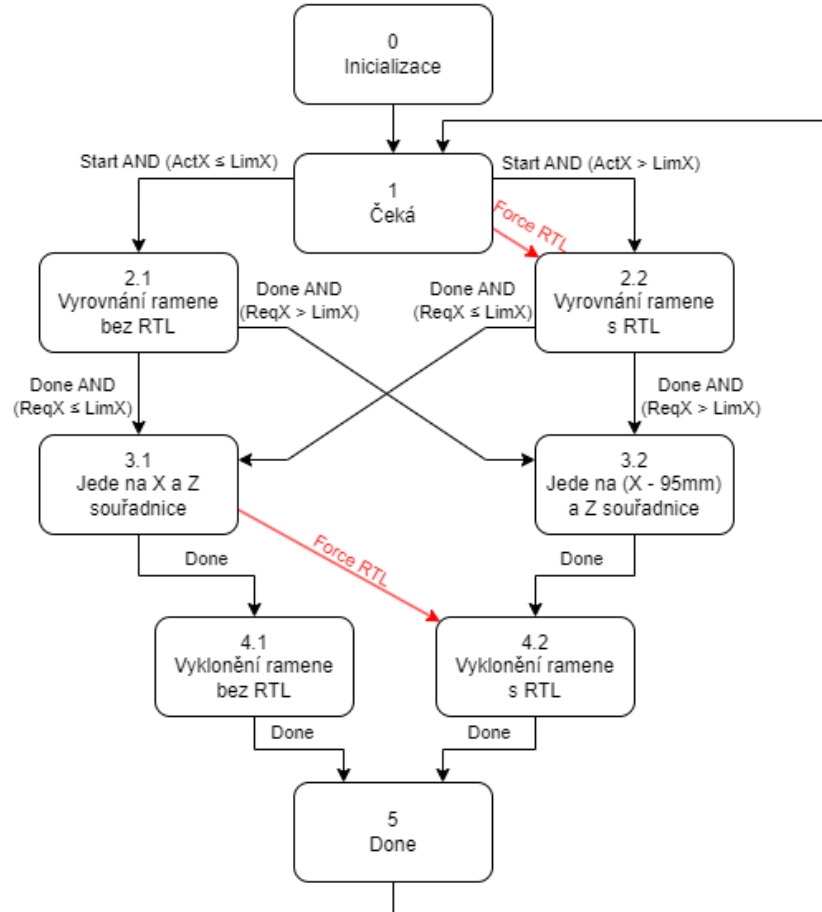 0
Inicializace
Start AND (ActX ≤ LimX)
Start AND (ActX > LimX)
1
Čeká
Force RTL
2.1
Vyrovnání ramene
bez RTL
Done AND
(ReqX > LimX)
Done AND
(ReqX ≤ LimX)
2.2
Vyrovnání ramene
s RTL
Done AND
(ReqX ≤ LimX)
Done AND
(ReqX > LimX)
3.1
Jede na X a Z
souřadnice
3.2
Jede na (X - 95mm)
a Z souřadnice
Done
Force RTL
Done
4.1
Vyklonění ramene
bez RTL
4.2
Vyklonění ramene
s RTL
Done
Done
5
Done